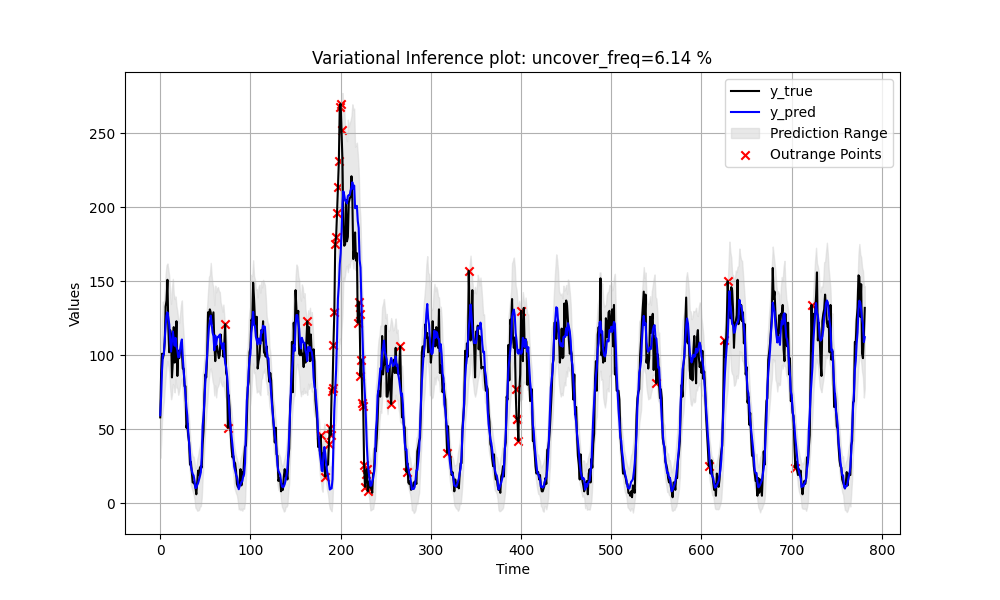 Variational Inference plot: uncover_freq=6.14 %
y_true
y_pred
Prediction Range
Outrange Points
Values
250
200
150
100
50
0
0 100 200 300 400 500 600 700 800
Time